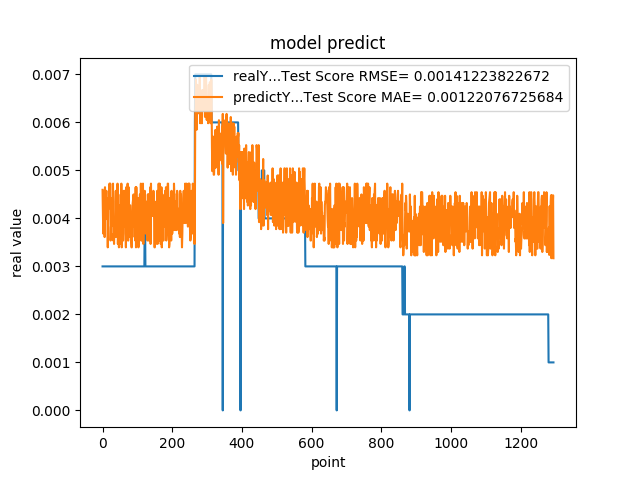 model predict
realY...Test Score RMSE= 0.00141223822672
predictY...Test Score MAE= 0.00122076725684
0.007
0.006
0.005
0.004
0.003
0.002
0.001
0.000
real value
0 200 400 600 800 1000 1200
point